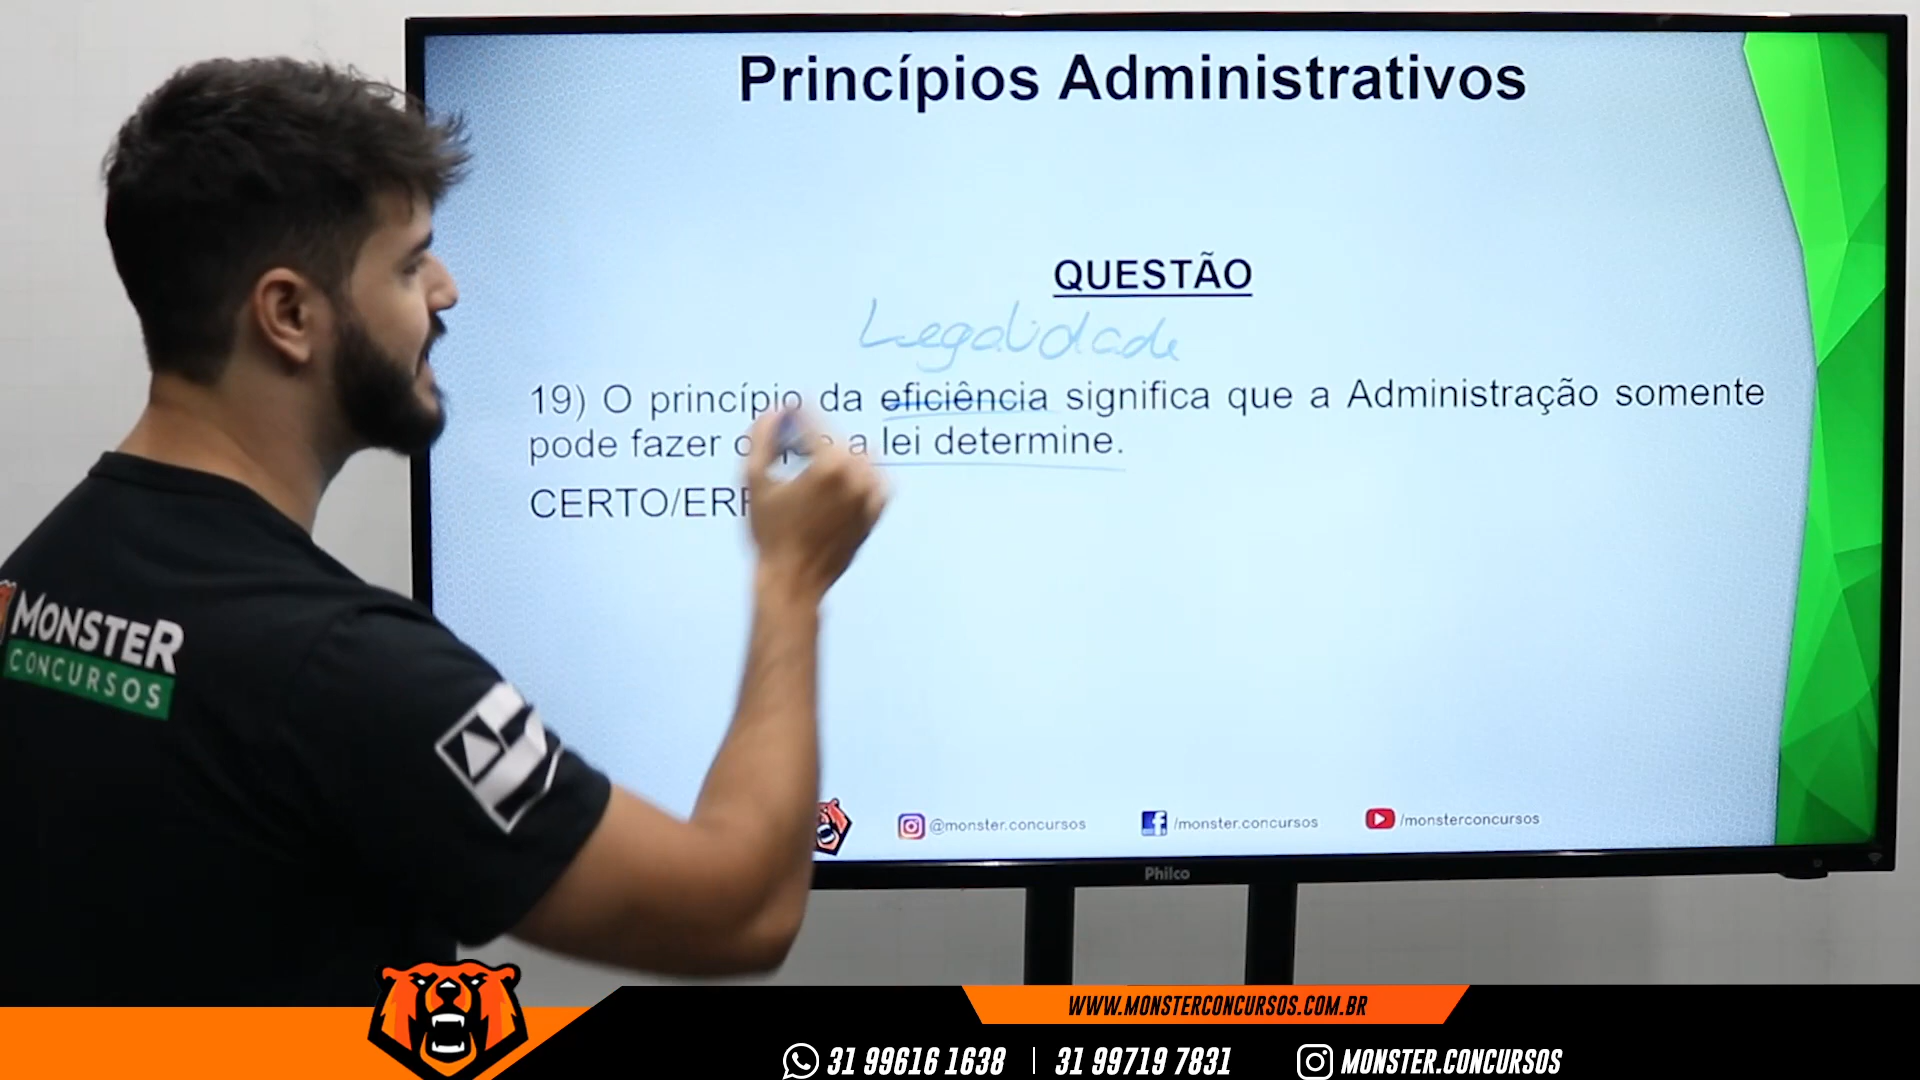 Princípios Administrativos
QUESTÃO
Legalidade
19) O princípio da eficiência significa que a Administração somente
pode fazer o que a lei determine.
CERTO/ERR
MONSTER
CONCURSOS
@monster.concursos
/monster.concursos
/monsterconcursos
Philco
WWW.MONSTERCONCURSOS.COM.BR
31 99616 1638 | 31 99719 7831 MONSTER.CONCURSOS